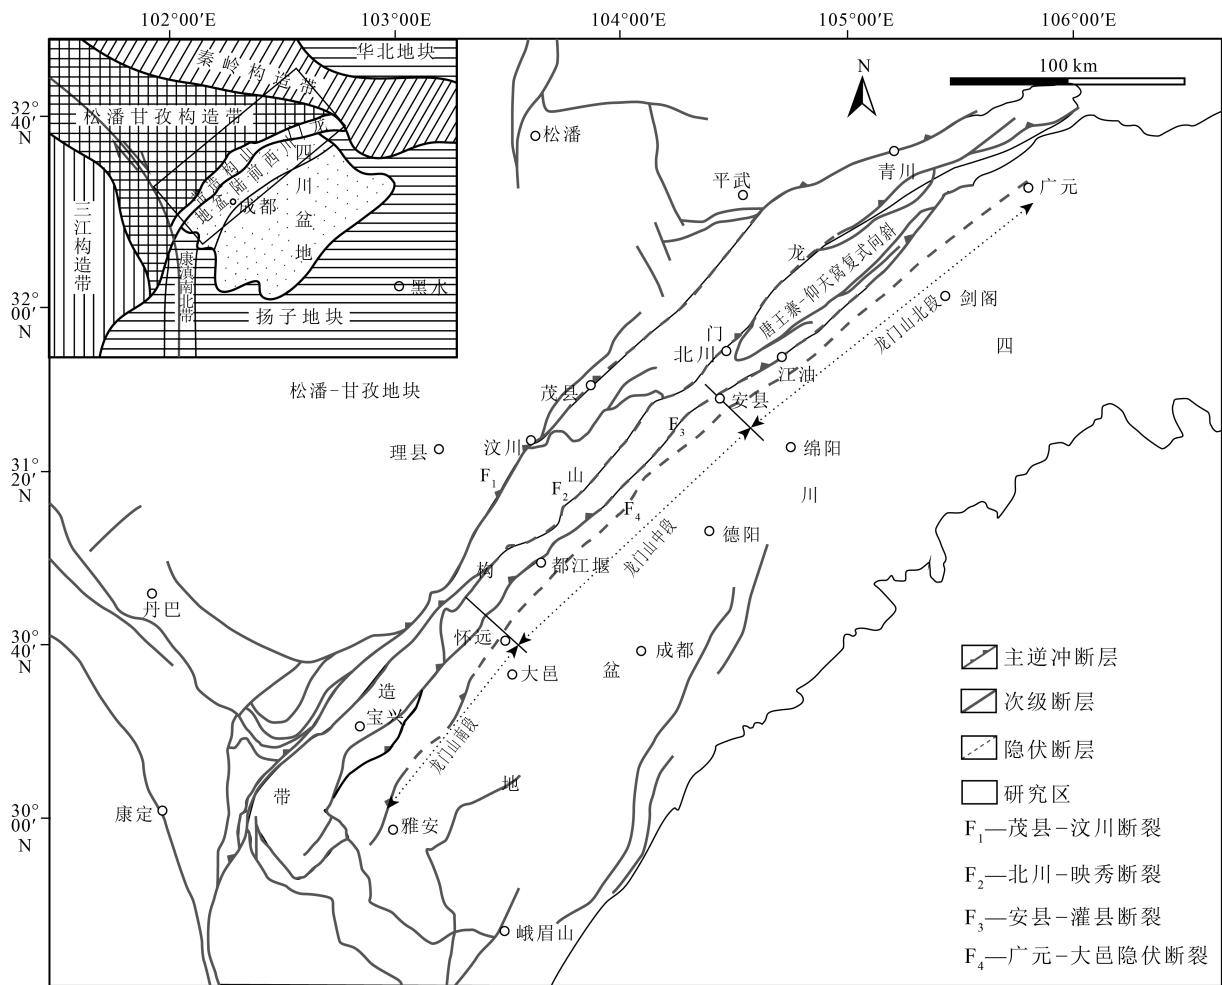 102°00′E
103°00′E
104°00′E
105°00′E
106°00′E
32°
40′
N
32°
00′
N
31°
20′
N
30°
40′
N
30°
00′
N
华北地块
秦岭构造带
松潘甘孜构造带
龙门山构造带
川西前陆盆地
四川盆地
成都
三江构造带
康滇南北带
扬子地块
黑水
N
100 km
松潘
平武
青川
广元
剑阁
唐王寨-仰天窝复式向斜
龙门山北段
北川
江油
安县
茂县
汶川
理县
绵阳
松潘-甘孜地块
F1
F2
F3
F4
德阳
龙门山中段
都江堰
丹巴
怀远
大邑
成都
宝兴
龙门山南段
康定
雅安
峨眉山
龙门山构造带
四川盆地
主逆冲断层
次级断层
隐伏断层
研究区
F1—茂县-汶川断裂
F2—北川-映秀断裂
F3—安县-灌县断裂
F4—广元-大邑隐伏断裂